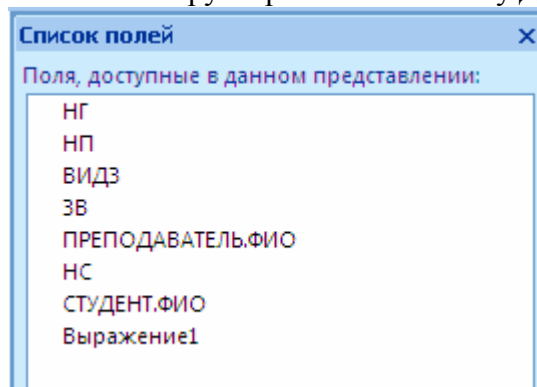 Список полей
Поля, доступные в данном представлении:
НГ
НП
ВИДЗ
ЗВ
ПРЕПОДАВАТЕЛЬ.ФИО
НС
СТУДЕНТ.ФИО
Выражение1